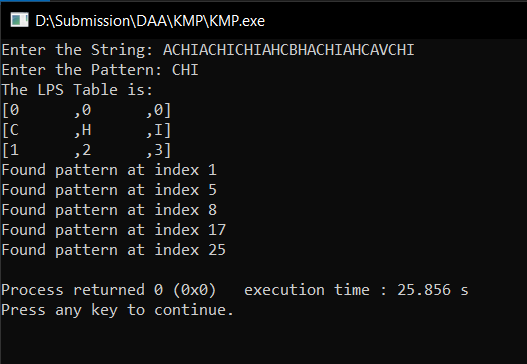 D:\Submission\DAA\KMP\KMP.exe
Enter the String: ACHIACHICHIAHCBHACHIAHCAVCHI
Enter the Pattern: CHI
The LPS Table is:
[0      ,0      ,0]
[C      ,H      ,I]
[1      ,2      ,3]
Found pattern at index 1
Found pattern at index 5
Found pattern at index 8
Found pattern at index 17
Found pattern at index 25
Process returned 0 (0x0)   execution time : 25.856 s
Press any key to continue.